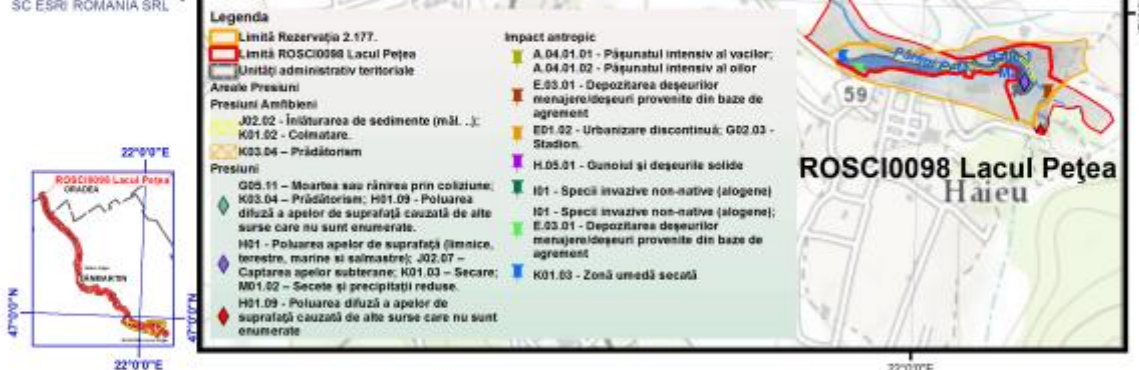 SC ESRI ROMANIA SRL
Legenda
Limită Rezervația 2.177.
Limită ROSCI0098 Lacul Pețea
Unități administrativ teritoriale
Areale Presiuni
Presiuni Amfibieni
J02.02 - Înlăturarea de sedimente (mâl. ..);
K01.02 - Colmatare.
K03.04 – Prădătorism
Presiuni
G05.11 – Moartea sau rănirea prin coliziune;
K03.04 – Prădătorism; H01.09 - Poluarea
difuză a apelor de suprafață cauzată de alte
surse care nu sunt enumerate.
H01 - Poluarea apelor de suprafață (limnice,
terestre, marine si salmastre); J02.07 –
Captarea apelor subterane; K01.03 – Secare;
M01.02 – Secete și precipitații reduse.
H01.09 - Poluarea difuză a apelor de
suprafață cauzată de alte surse care nu sunt
enumerate
Impact antropic
A.04.01.01 - Pășunatul intensiv al vacilor;
A.04.01.02 - Pășunatul intensiv al oilor
E.03.01 - Depozitarea deșeurilor
menajere/deșeuri provenite din baze de
agrement
E01.02 - Urbanizare discontinuă; G02.03 -
Stadion.
H.05.01 - Gunoiul și deșeurile solide
I01 - Specii invazive non-native (alogene)
I01 - Specii invazive non-native (alogene);
E.03.01 - Depozitarea deșeurilor
menajere/deșeuri provenite din baze de
agrement
K01.03 - Zonă umedă secată
59
ROSCI0098 Lacul Pețea
Haieu
22°0'0"E
22°0'0"E
ROSCI0098 Lacul Pețea
ORADEA
SÂNMARTIN
47°0'0"N
47°0'0"N
22°0'0"E